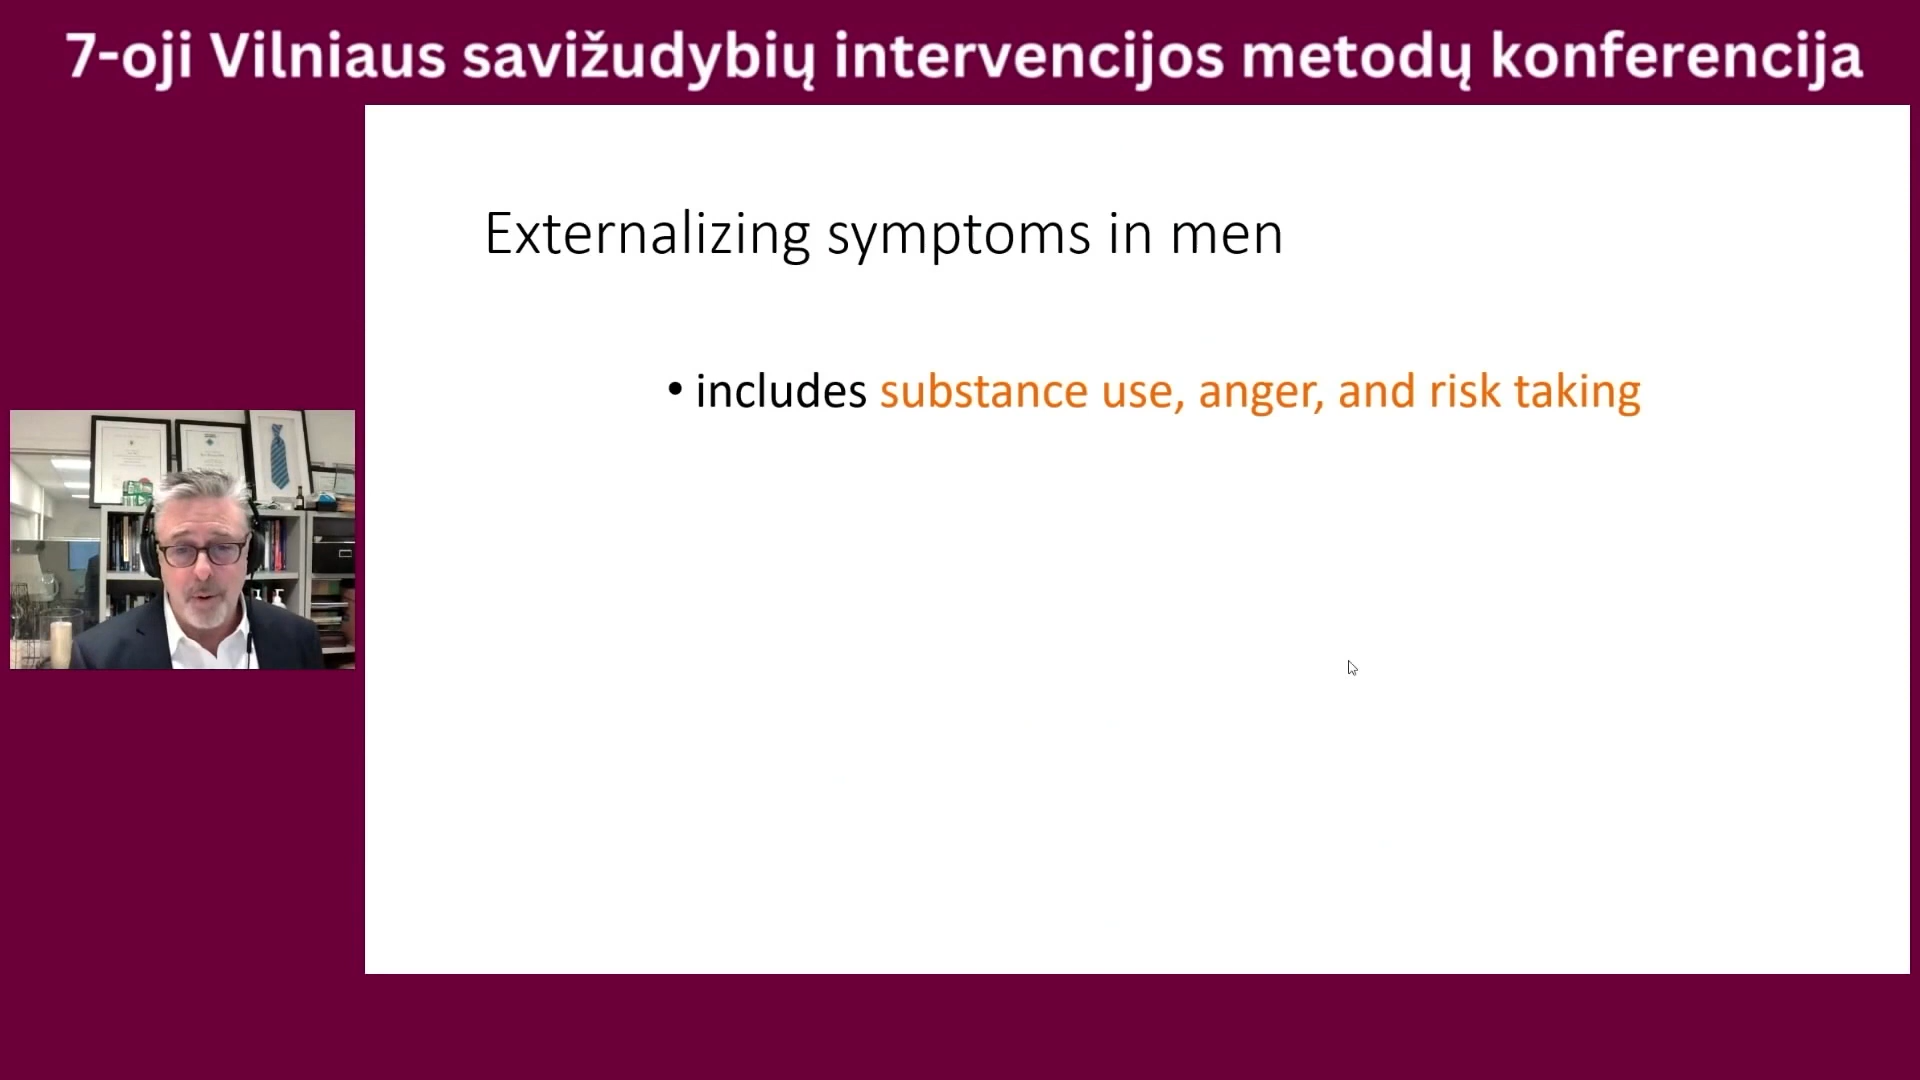 7-oji Vilniaus savižudybių intervencijos metodų konferencija
Externalizing symptoms in men
• includes substance use, anger, and risk taking